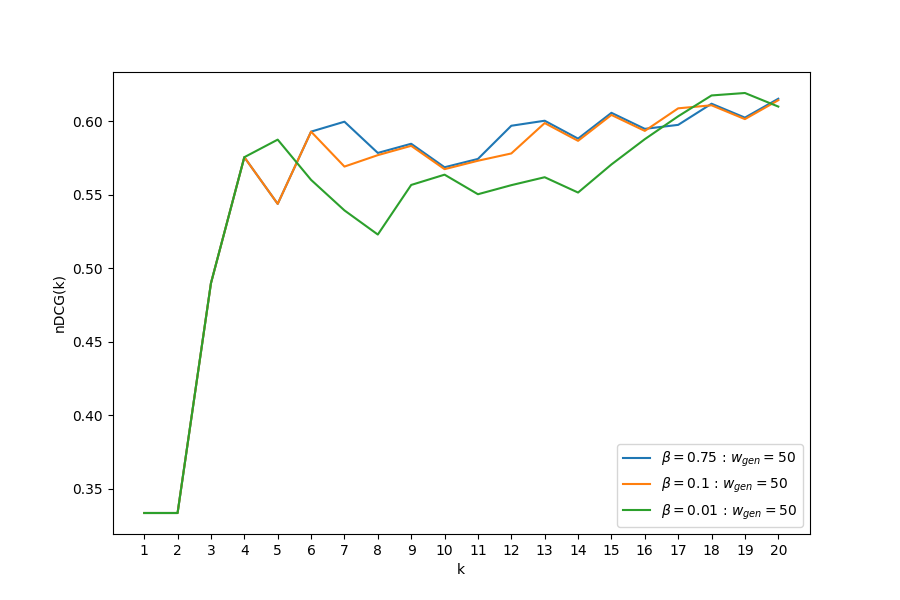 nDCG(k)
0.60
0.55
0.50
0.45
0.40
0.35
1 2 3 4 5 6 7 8 9 10 11 12 13 14 15 16 17 18 19 20
k
β = 0.75 : w_gen = 50
β = 0.1 : w_gen = 50
β = 0.01 : w_gen = 50